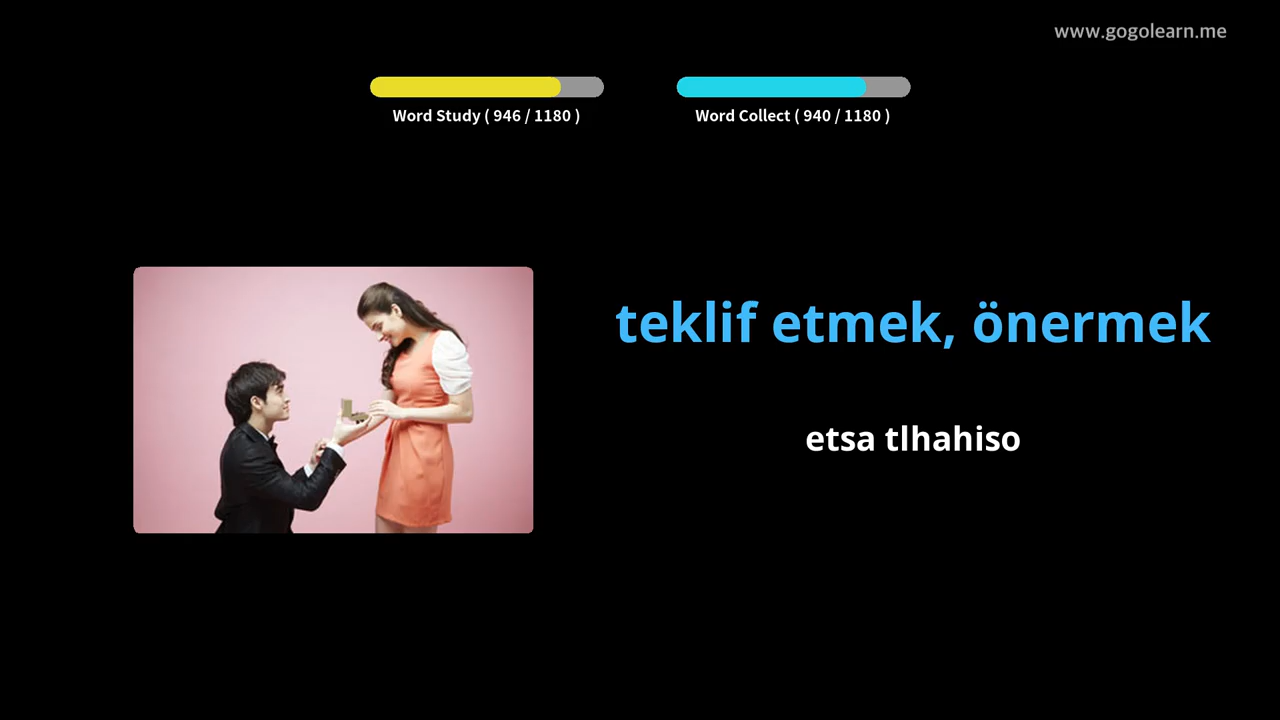 www.gogolearn.me
Word Study ( 946 / 1180 )
Word Collect ( 940 / 1180 )
teklif etmek, önermek
etsa tlhahiso